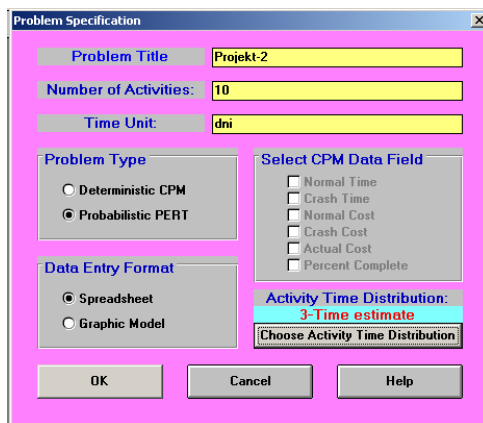 Problem Specification
Problem Title
Projekt-2
Number of Activities:
10
Time Unit:
dni
Problem Type
Deterministic CPM
Probabilistic PERT
Select CPM Data Field
Normal Time
Crash Time
Normal Cost
Crash Cost
Actual Cost
Percent Complete
Data Entry Format
Spreadsheet
Graphic Model
Activity Time Distribution:
3-Time estimate
Choose Activity Time Distribution
OK
Cancel
Help